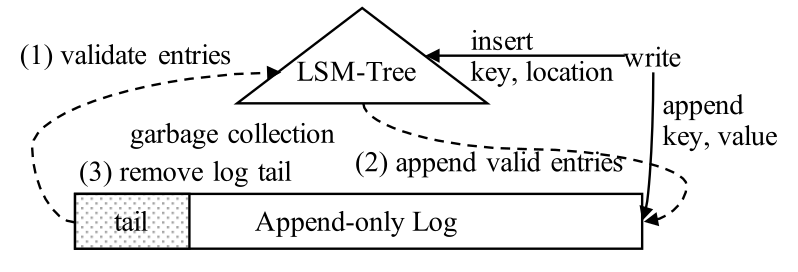 (1) validate entries
LSM-Tree
insert
key, location
write
append
key, value
garbage collection
(3) remove log tail
(2) append valid entries
tail
Append-only Log